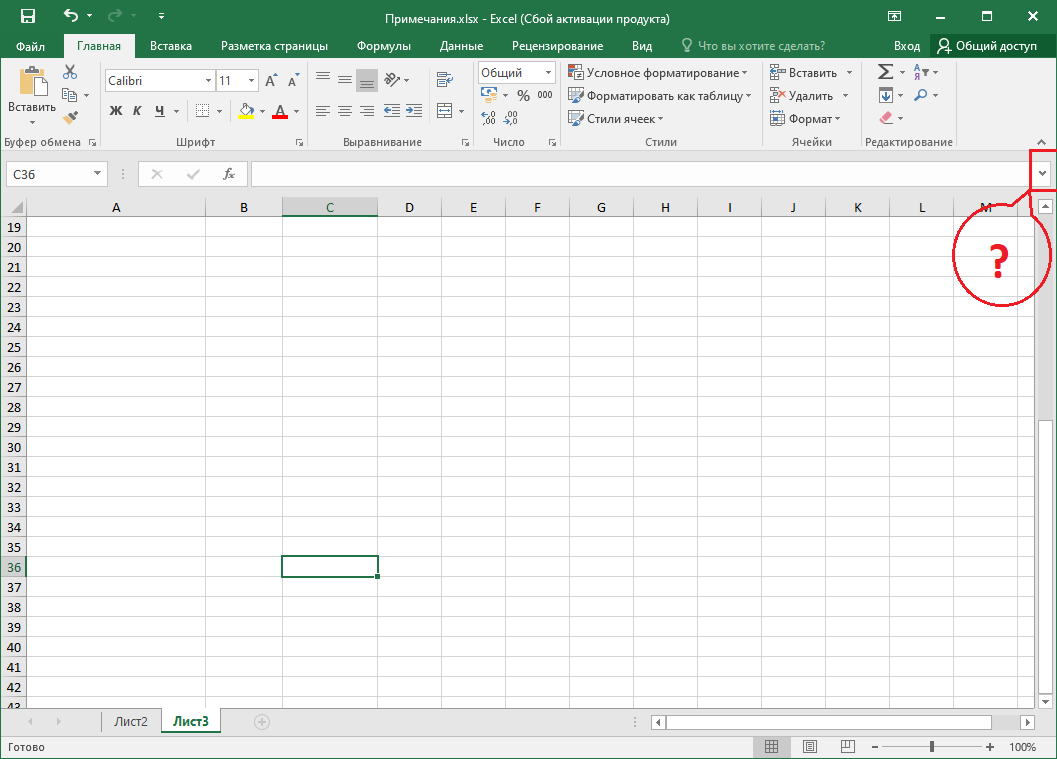 Примечания.xlsx - Excel (Сбой активации продукта)
Файл Главная Вставка Разметка страницы Формулы Данные Рецензирование Вид Что вы хотите сделать? Вход Общий доступ
Вставить
Calibri 11
Ж К Ч А
Общий
% 000
Условное форматирование
Форматировать как таблицу
Стили ячеек
Вставить
Удалить
Формат
Буфер обмена Шрифт Выравнивание Число Стили Ячейки Редактирование
C36 fx
A B C D E F G H I J K L M
?
19
20
21
22
23
24
25
26
27
28
29
30
31
32
33
34
35
36
37
38
39
40
41
42
43
Лист2 Лист3
Готово 100%